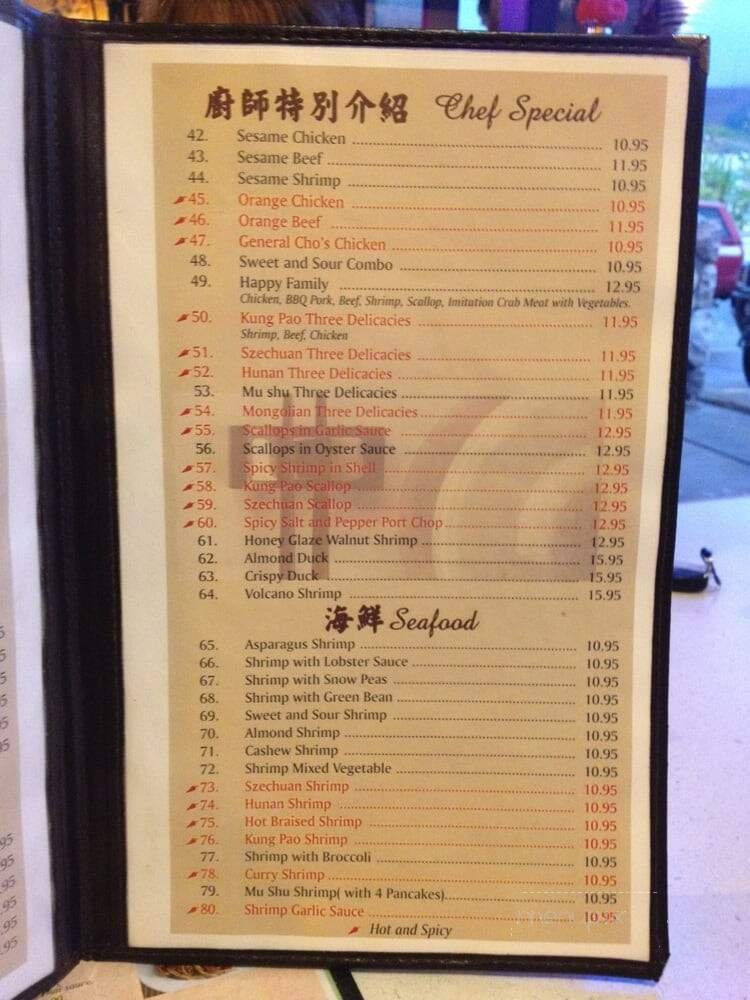 廚師特別介紹 Chef Special
42. Sesame Chicken 10.95
43. Sesame Beef 11.95
44. Sesame Shrimp 10.95
45. Orange Chicken 10.95
46. Orange Beef 11.95
47. General Cho's Chicken 10.95
48. Sweet and Sour Combo 10.95
49. Happy Family 12.95
Chicken, BBQ Pork, Beef, Shrimp, Scallop, Imitation Crab Meat with Vegetables.
50. Kung Pao Three Delicacies 11.95
Shrimp, Beef, Chicken
51. Szechuan Three Delicacies 11.95
52. Hunan Three Delicacies 11.95
53. Mu shu Three Delicacies 11.95
54. Mongolian Three Delicacies 11.95
55. Scallops in Garlic Sauce 12.95
56. Scallops in Oyster Sauce 12.95
57. Spicy Shrimp in Shell 12.95
58. Kung Pao Scallop 12.95
59. Szechuan Scallop 12.95
60. Spicy Salt and Pepper Port Chop 12.95
61. Honey Glaze Walnut Shrimp 12.95
62. Almond Duck 15.95
63. Crispy Duck 15.95
64. Volcano Shrimp 15.95
海鮮 Seafood
65. Asparagus Shrimp 10.95
66. Shrimp with Lobster Sauce 10.95
67. Shrimp with Snow Peas 10.95
68. Shrimp with Green Bean 10.95
69. Sweet and Sour Shrimp 10.95
70. Almond Shrimp 10.95
71. Cashew Shrimp 10.95
72. Shrimp Mixed Vegetable 10.95
73. Szechuan Shrimp 10.95
74. Hunan Shrimp 10.95
75. Hot Braised Shrimp 10.95
76. Kung Pao Shrimp 10.95
77. Shrimp with Broccoli 10.95
78. Curry Shrimp 10.95
79. Mu Shu Shrimp( with 4 Pancakes) 10.95
80. Shrimp Garlic Sauce 10.95
Hot and Spicy